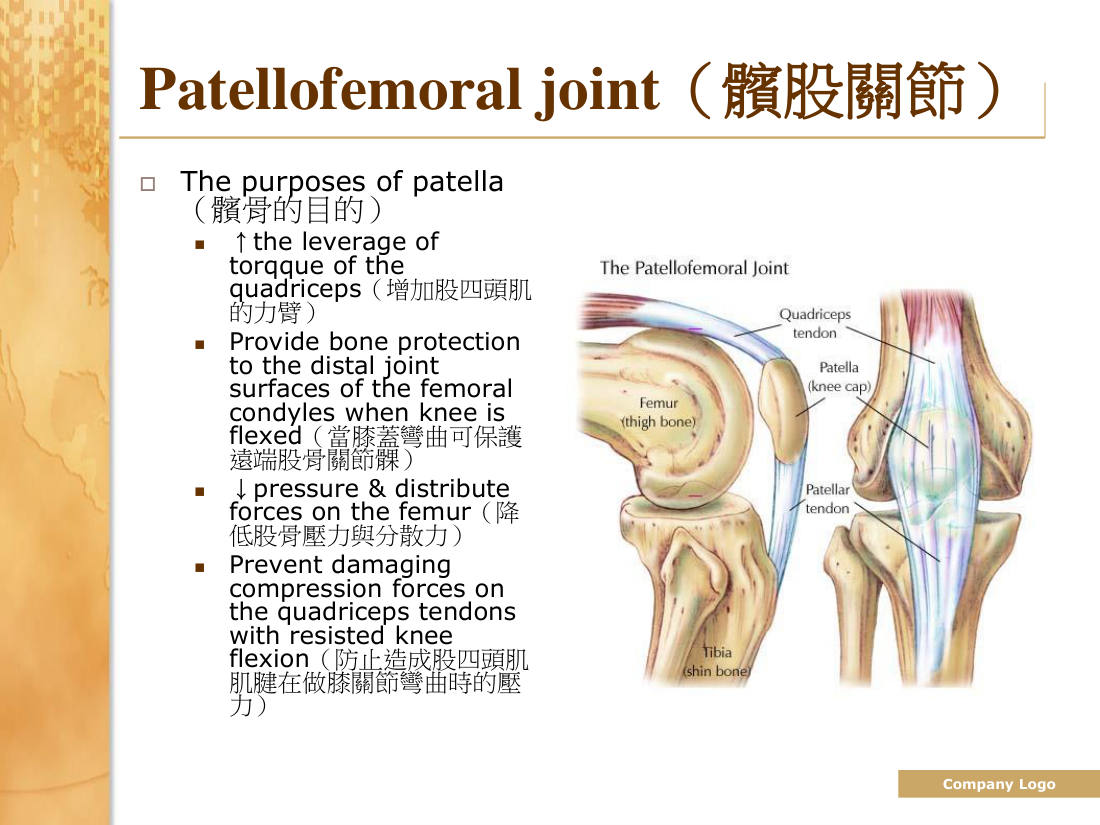 Patellofemoral joint（髕股關節）
The purposes of patella
（髕骨的目的）
↑the leverage of
torqque of the
quadriceps（增加股四頭肌
的力臂）
Provide bone protection
to the distal joint
surfaces of the femoral
condyles when knee is
flexed（當膝蓋彎曲可保護
遠端股骨關節髁）
↓pressure & distribute
forces on the femur（降
低股骨壓力與分散力）
Prevent damaging
compression forces on
the quadriceps tendons
with resisted knee
flexion（防止造成股四頭肌
肌腱在做膝關節彎曲時的壓
力）
The Patellofemoral Joint
Quadriceps
tendon
Patella
(knee cap)
Femur
(thigh bone)
Patellar
tendon
Tibia
(shin bone)
Company Logo